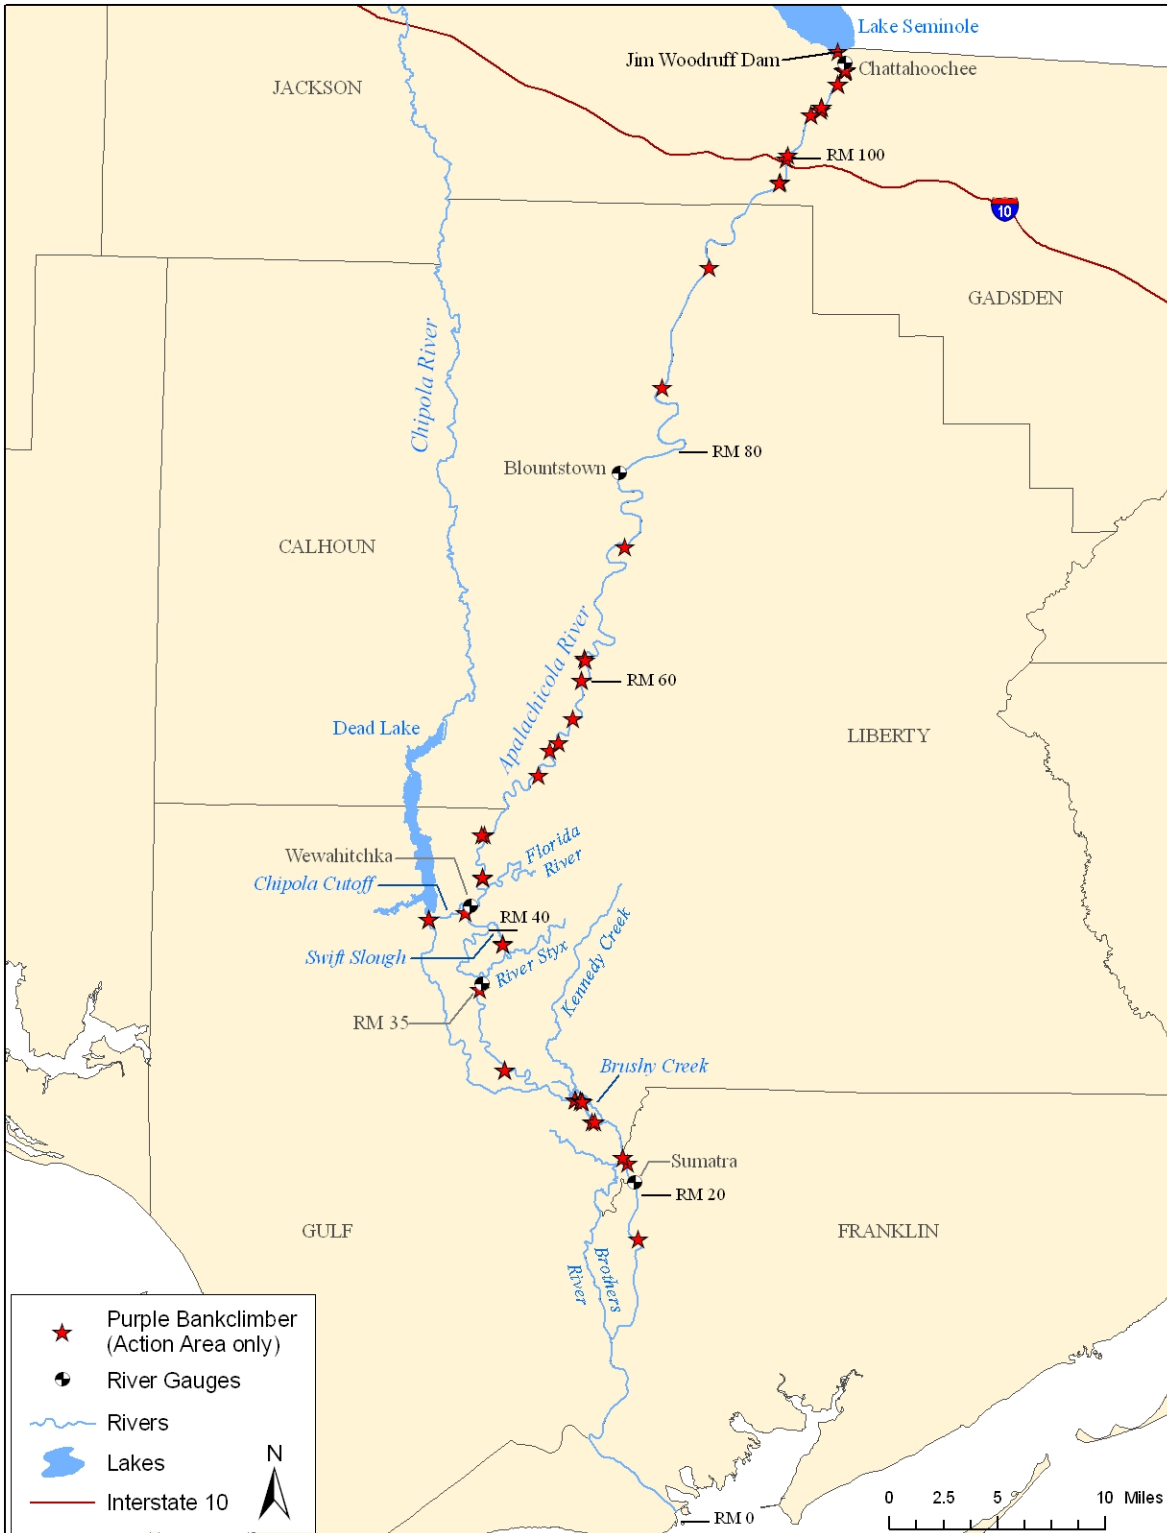 Lake Seminole
Jim Woodruff Dam
Chattahoochee
JACKSON
RM 100
10
GADSDEN
Chipola River
RM 80
Blountstown
CALHOUN
Apalachicola River
RM 60
Dead Lake
LIBERTY
Florida
River
Wewahitchka
Chipola Cutoff
RM 40
Swift Slough
River Styx
Kennedy Creek
RM 35
Brushy Creek
Sumatra
RM 20
GULF
FRANKLIN
Brothers
River
Purple Bankclimber
(Action Area only)
River Gauges
Rivers
Lakes
Interstate 10
N
0 2.5 5 10 Miles
RM 0